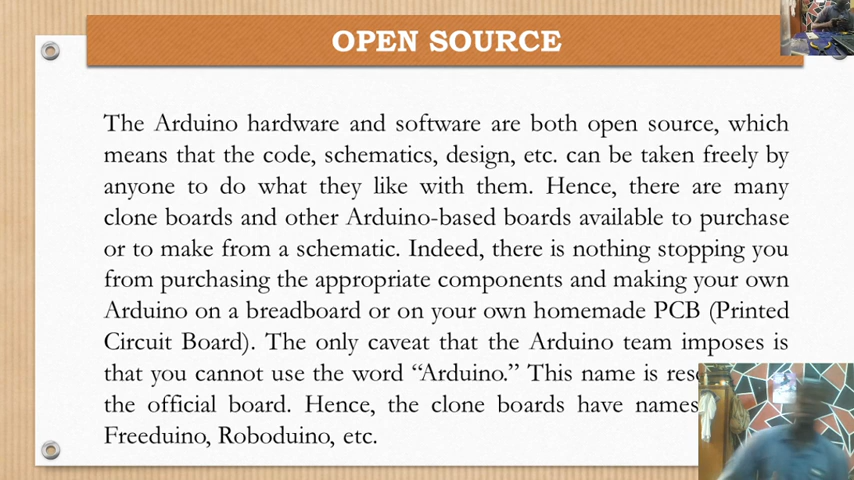 OPEN SOURCE
The Arduino hardware and software are both open source, which
means that the code, schematics, design, etc. can be taken freely by
anyone to do what they like with them. Hence, there are many
clone boards and other Arduino-based boards available to purchase
or to make from a schematic. Indeed, there is nothing stopping you
from purchasing the appropriate components and making your own
Arduino on a breadboard or on your own homemade PCB (Printed
Circuit Board). The only caveat that the Arduino team imposes is
that you cannot use the word “Arduino.” This name is
the official board. Hence, the clone boards have names
Freeduino, Roboduino, etc.